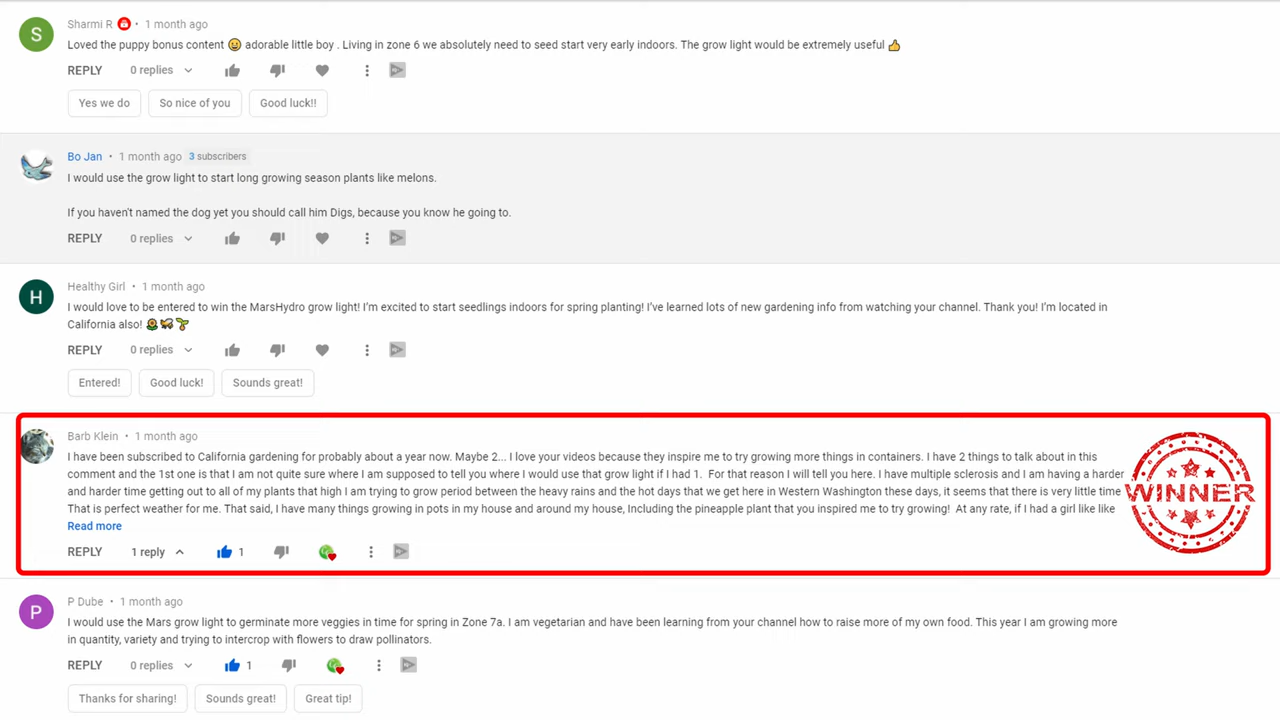 S
Sharmi R • 1 month ago
Loved the puppy bonus content 😉 adorable little boy . Living in zone 6 we absolutely need to seed start very early indoors. The grow light would be extremely useful 👍
REPLY 0 replies
Yes we do So nice of you Good luck!!
Bo Jan • 1 month ago 3 subscribers
I would use the grow light to start long growing season plants like melons.
If you haven't named the dog yet you should call him Digs, because you know he going to.
REPLY 0 replies
H
Healthy Girl • 1 month ago
I would love to be entered to win the MarsHydro grow light! I'm excited to start seedlings indoors for spring planting! I've learned lots of new gardening info from watching your channel. Thank you! I'm located in
California also! 🌻🐝🌱
REPLY 0 replies
Entered! Good luck! Sounds great!
Barb Klein • 1 month ago
I have been subscribed to California gardening for probably about a year now. Maybe 2... I love your videos because they inspire me to try growing more things in containers. I have 2 things to talk about in this
comment and the 1st one is that I am not quite sure where I am supposed to tell you where I would use that grow light if I had 1, For that reason I will tell you here. I have multiple sclerosis and I am having a harder
and harder time getting out to all of my plants that high I am trying to grow period between the heavy rains and the hot days that we get here in Western Washington these days, it seems that there is very little time
That is perfect weather for me. That said, I have many things growing in pots in my house and around my house, Including the pineapple plant that you inspired me to try growing! At any rate, if I had a girl like like
Read more
WINNER
REPLY 1 reply 1
P
P Dube • 1 month ago
I would use the Mars grow light to germinate more veggies in time for spring in Zone 7a. I am vegetarian and have been learning from your channel how to raise more of my own food. This year I am growing more
in quantity, variety and trying to intercrop with flowers to draw pollinators.
REPLY 0 replies 1
Thanks for sharing! Sounds great! Great tip!